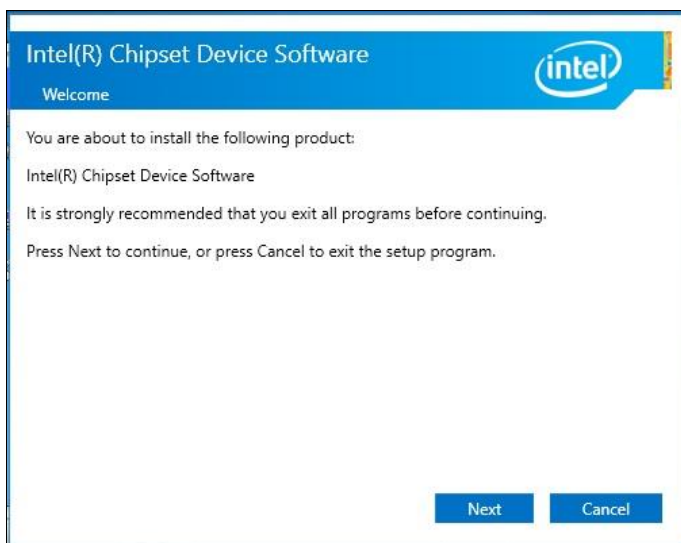 Intel(R) Chipset Device Software
intel
Welcome
You are about to install the following product:
Intel(R) Chipset Device Software
It is strongly recommended that you exit all programs before continuing.
Press Next to continue, or press Cancel to exit the setup program.
Next
Cancel